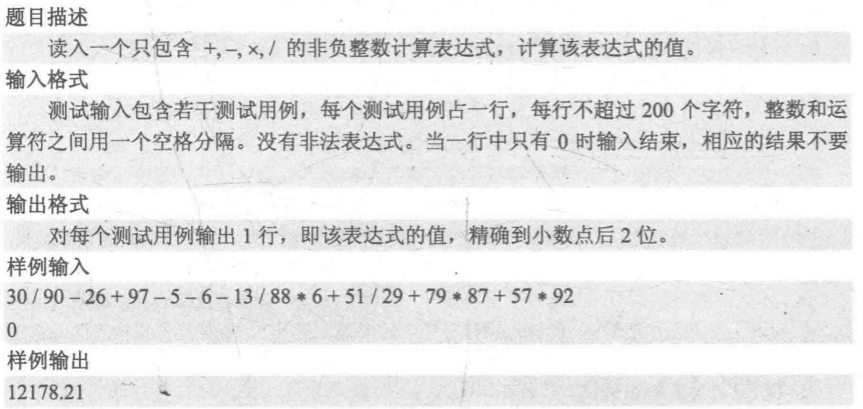 题目描述
读入一个只包含 +,-,×,/ 的非负整数计算表达式，计算该表达式的值。
输入格式
测试输入包含若干测试用例，每个测试用例占一行，每行不超过 200 个字符，整数和运
算符之间用一个空格分隔。没有非法表达式。当一行中只有 0 时输入结束，相应的结果不要
输出。
输出格式
对每个测试用例输出 1 行，即该表达式的值，精确到小数点后 2 位。
样例输入
30 / 90 – 26 + 97 – 5 – 6 – 13 / 88 * 6 + 51 / 29 + 79 * 87 + 57 * 92
0
样例输出
12178.21